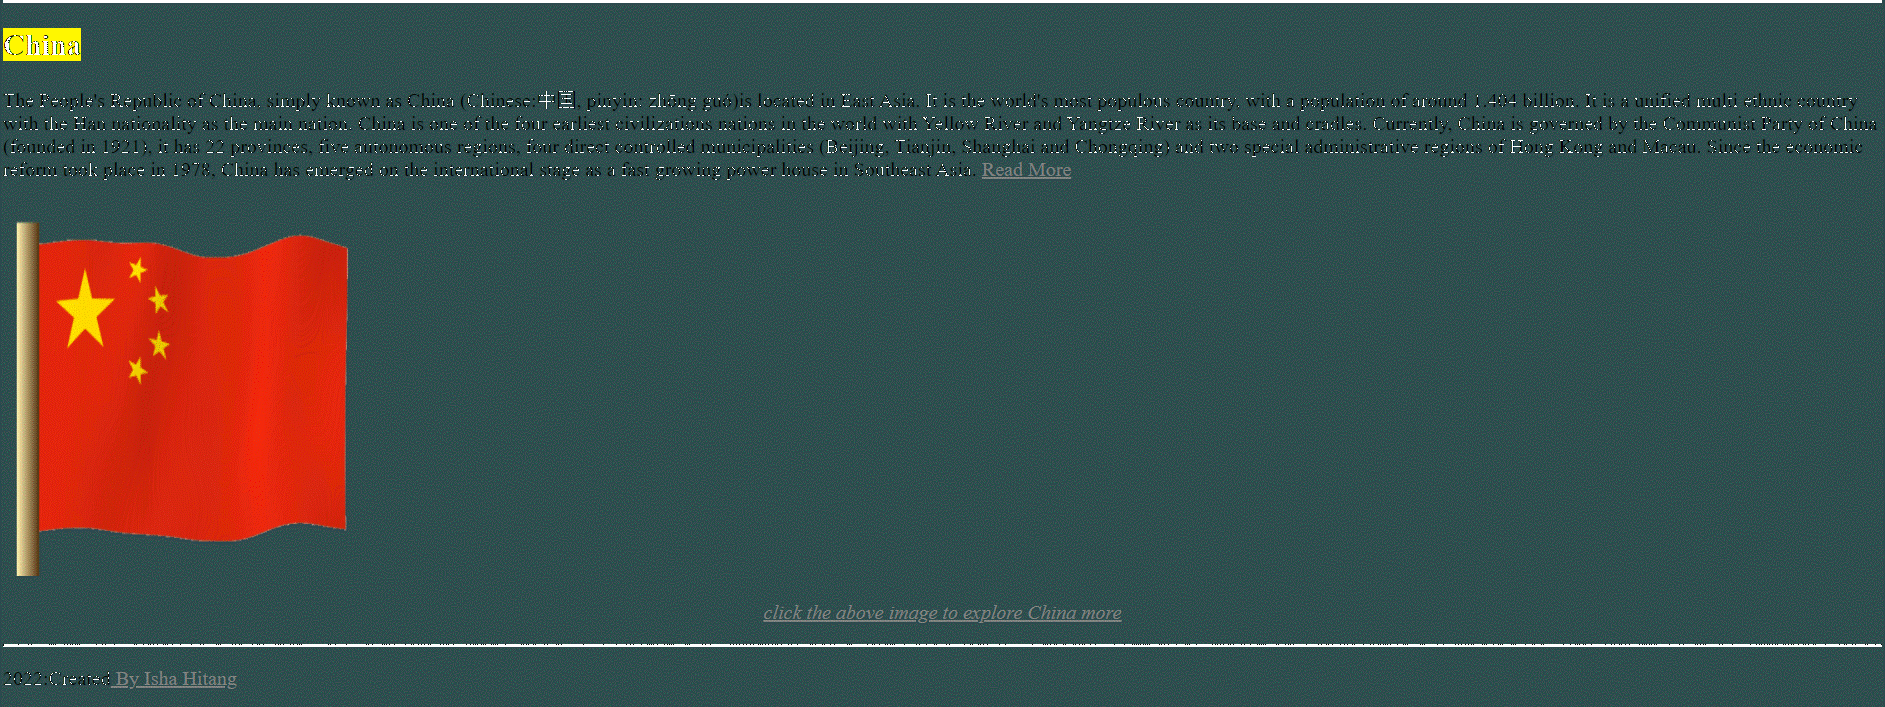 China
The People's Republic of China, simply known as China (Chinese:中国, pinyin: zhōng guó)is located in East Asia. It is the world's most populous country, with a population of around 1.404 billion. It is a unified multi ethnic country
with the Han nationality as the main nation. China is one of the four earliest civilizations nations in the world with Yellow River and Yangtze River as its base and cradles. Currently, China is governed by the Communist Party of China
(founded in 1921), it has 22 provinces, five autonomous regions, four direct controlled municipalities (Beijing, Tianjin, Shanghai and Chongqing) and two special administrative regions of Hong Kong and Macau. Since the economic
reform took place in 1978, China has emerged on the international stage as a fast growing power house in Southeast Asia. Read More
click the above image to explore China more
2022:Created By Isha Hitang